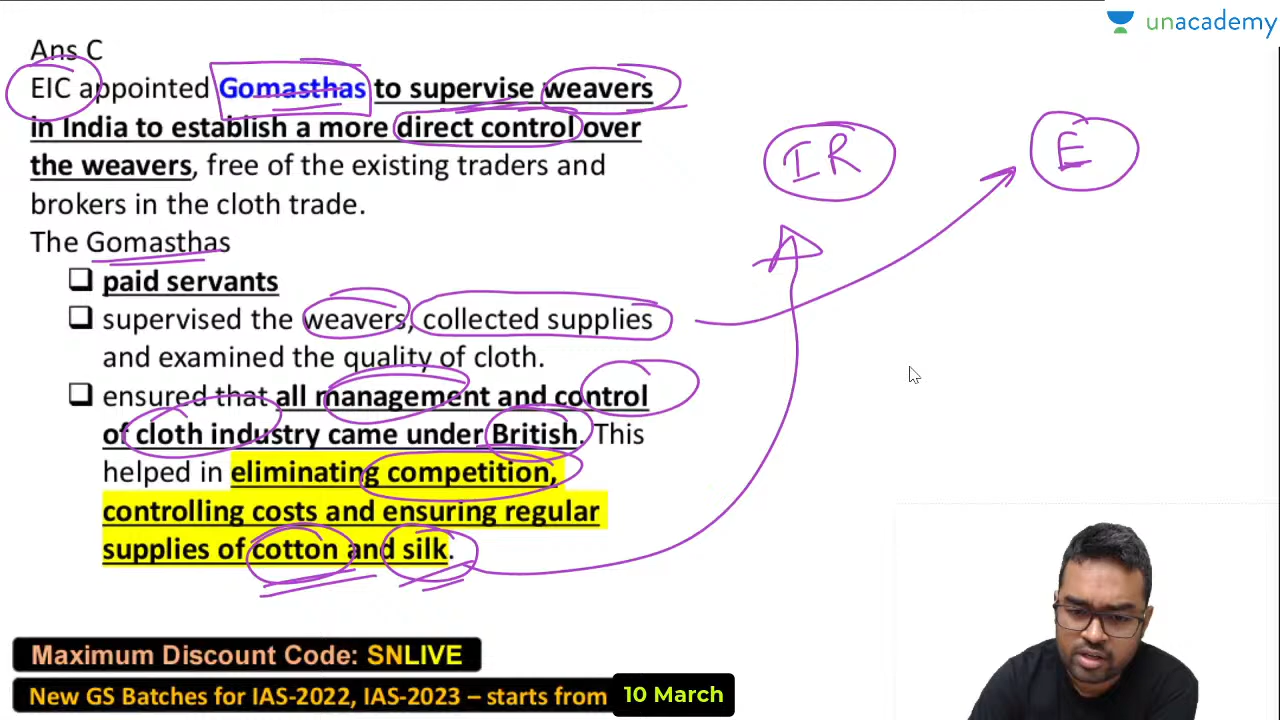 unacademy
Ans C
EIC appointed Gomasthas to supervise weavers
in India to establish a more direct control over
the weavers, free of the existing traders and
brokers in the cloth trade.
The Gomasthas
paid servants
supervised the weavers, collected supplies
and examined the quality of cloth.
ensured that all management and control
of cloth industry came under British. This
helped in eliminating competition,
controlling costs and ensuring regular
supplies of cotton and silk.
IR
E
Maximum Discount Code: SNLIVE
New GS Batches for IAS-2022, IAS-2023 – starts from 10 March